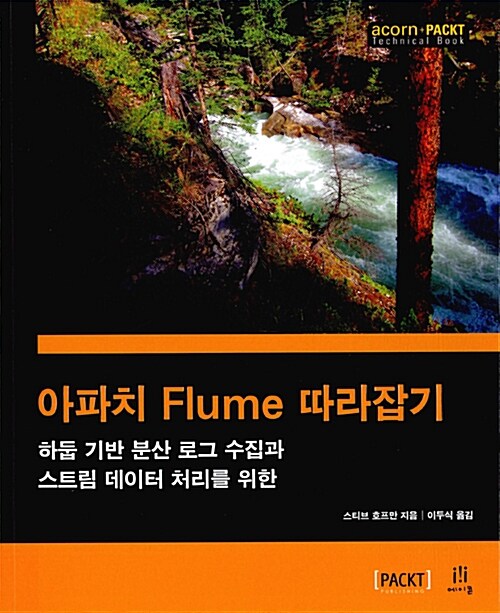 acorn+PACKT
Technical Book
아파치 Flume 따라잡기
하둡 기반 분산 로그 수집과
스트림 데이터 처리를 위한
스티브 호프만 지음 | 이두식 옮김
[PACKT]
PUBLISHING
에이콘